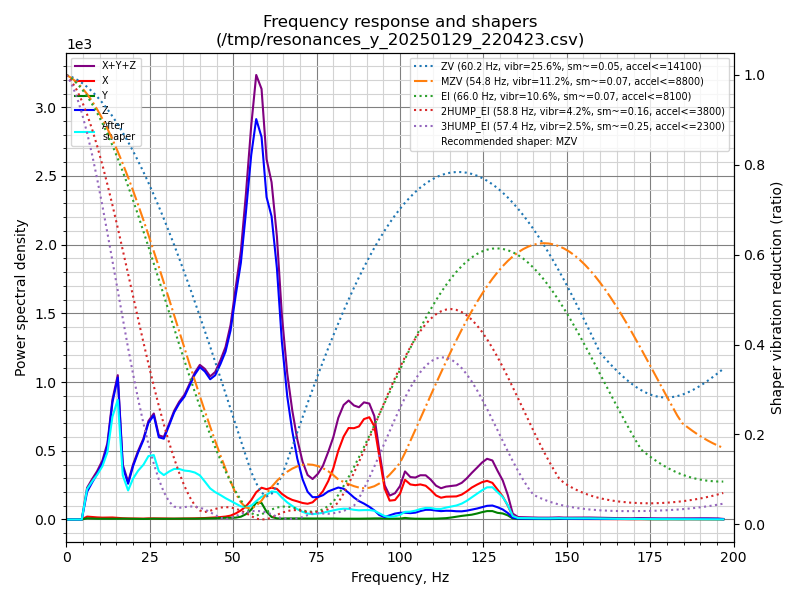 Frequency response and shapers
(/tmp/resonances_y_20250129_220423.csv)
1e3
X+Y+Z
X
Y
Z
After
shaper
ZV (60.2 Hz, vibr=25.6%, sm~=0.05, accel<=14100)
MZV (54.8 Hz, vibr=11.2%, sm~=0.07, accel<=8800)
EI (66.0 Hz, vibr=10.6%, sm~=0.07, accel<=8100)
2HUMP_EI (58.8 Hz, vibr=4.2%, sm~=0.16, accel<=3800)
3HUMP_EI (57.4 Hz, vibr=2.5%, sm~=0.25, accel<=2300)
Recommended shaper: MZV
Power spectral density
3.0
2.5
2.0
1.5
1.0
0.5
0.0
1.0
0.8
0.6
0.4
0.2
0.0
Shaper vibration reduction (ratio)
0 25 50 75 100 125 150 175 200
Frequency, Hz